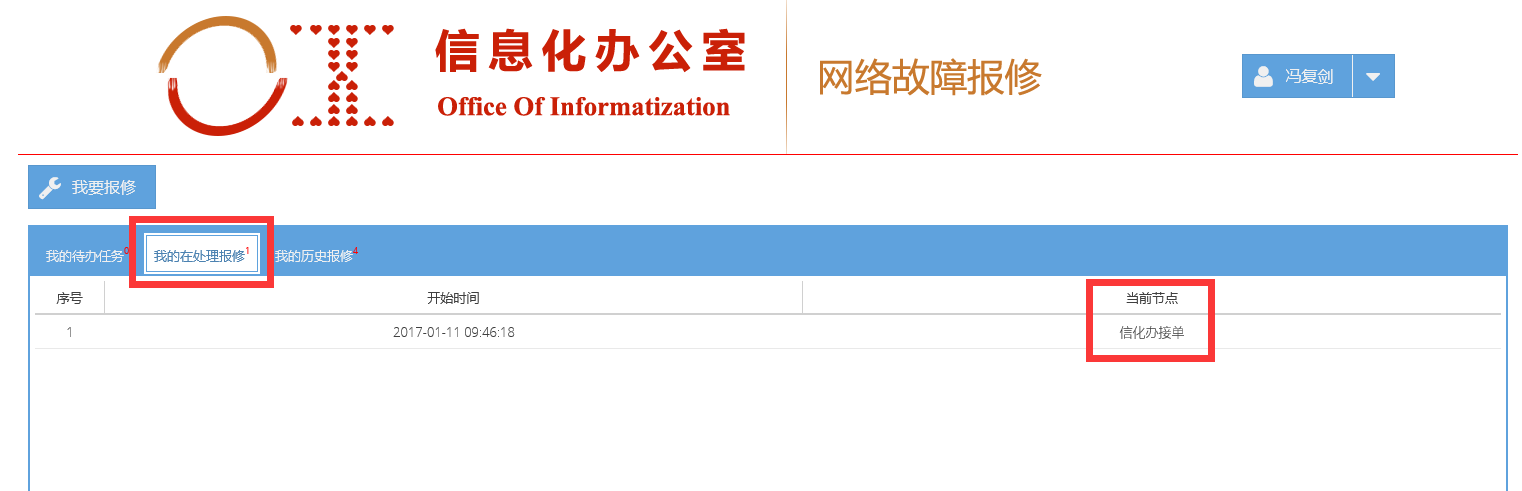 信息化办公室
Office Of Informatization
网络故障报修
冯复剑
我要报修
我的待办任务0 我的在处理报修1 我的历史报修4
序号 开始时间 当前节点
1 2017-01-11 09:46:18 信化办接单